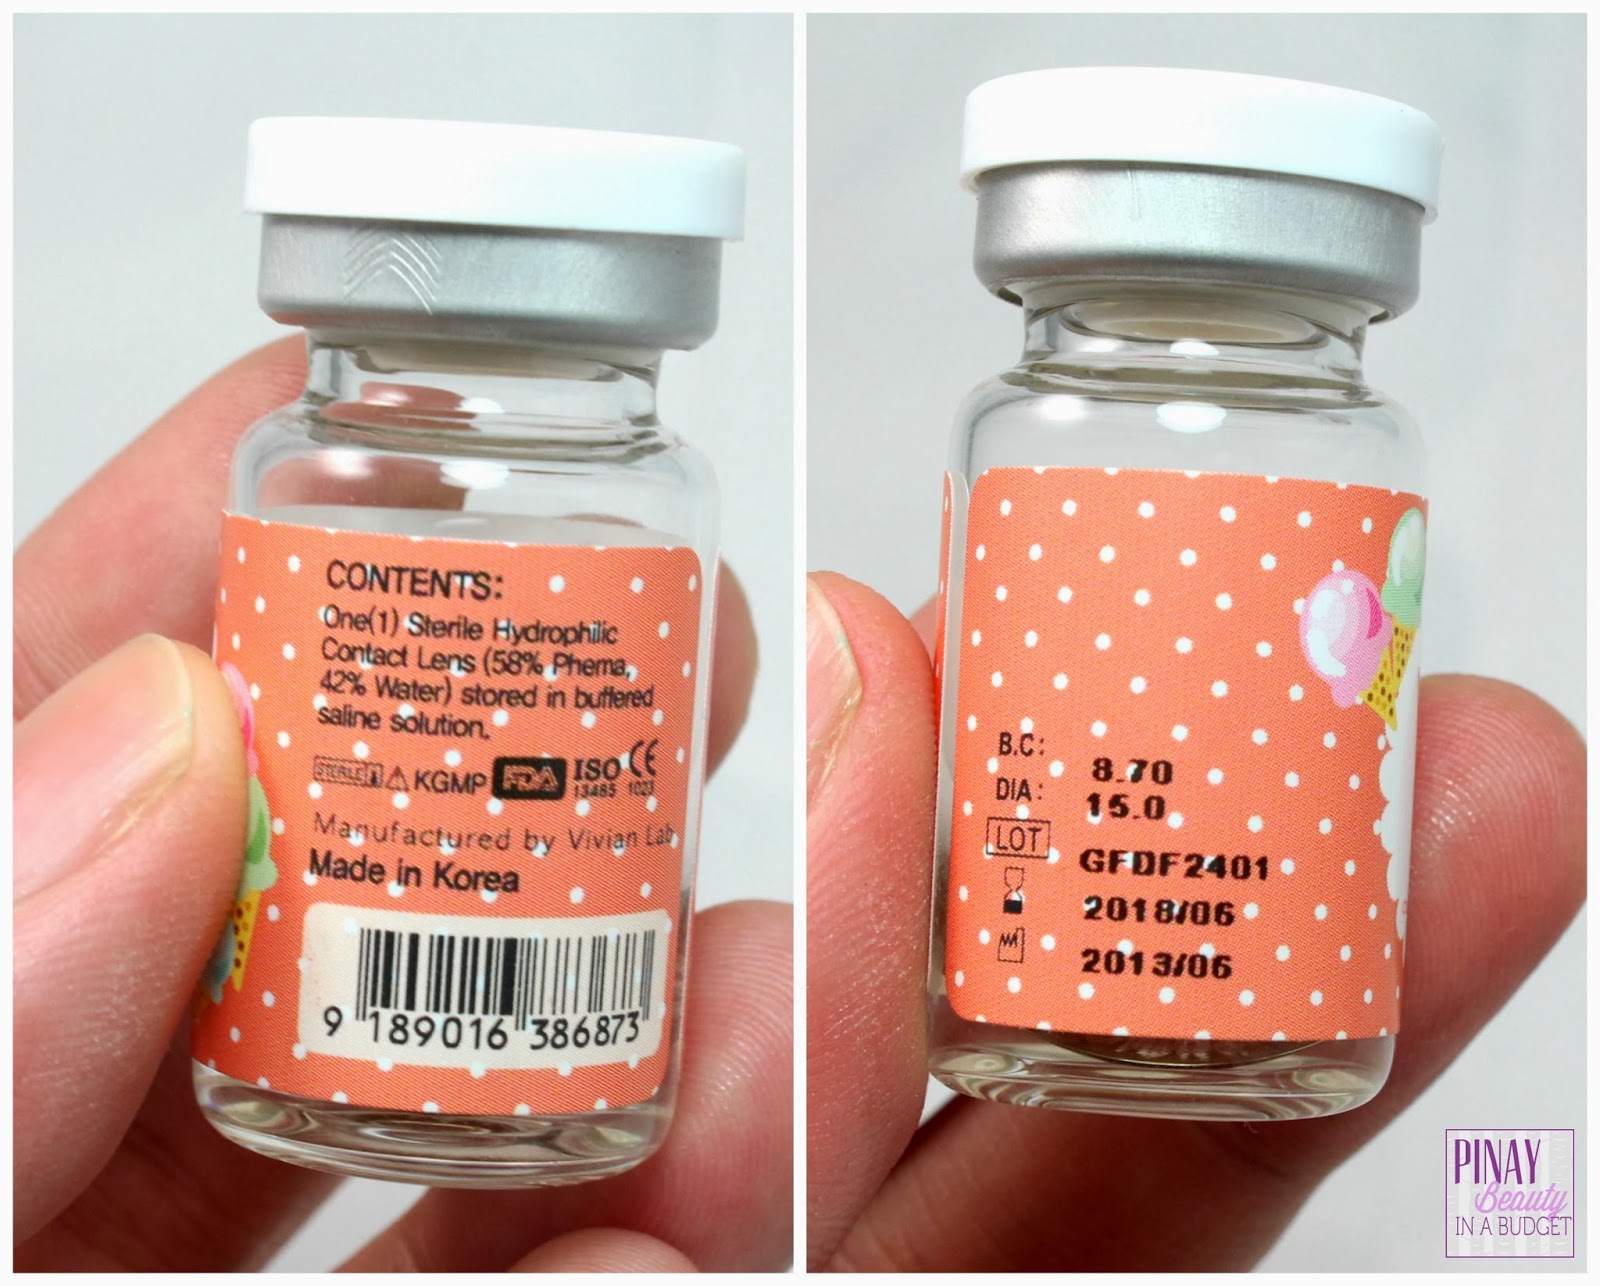 CONTENTS:
One(1) Sterile Hydrophilic
Contact Lens (58% Phema,
42% Water) stored in buffered
saline solution.
STERILE KGMP FDA ISO 13485 CE 1023
Manufactured by Vivian Lab
Made in Korea
9 189016 386873
B.C: 8.70
DIA: 15.0
LOT GFDF2401
2018/06
2013/06
PINAY
Beauty
IN A BUDGET